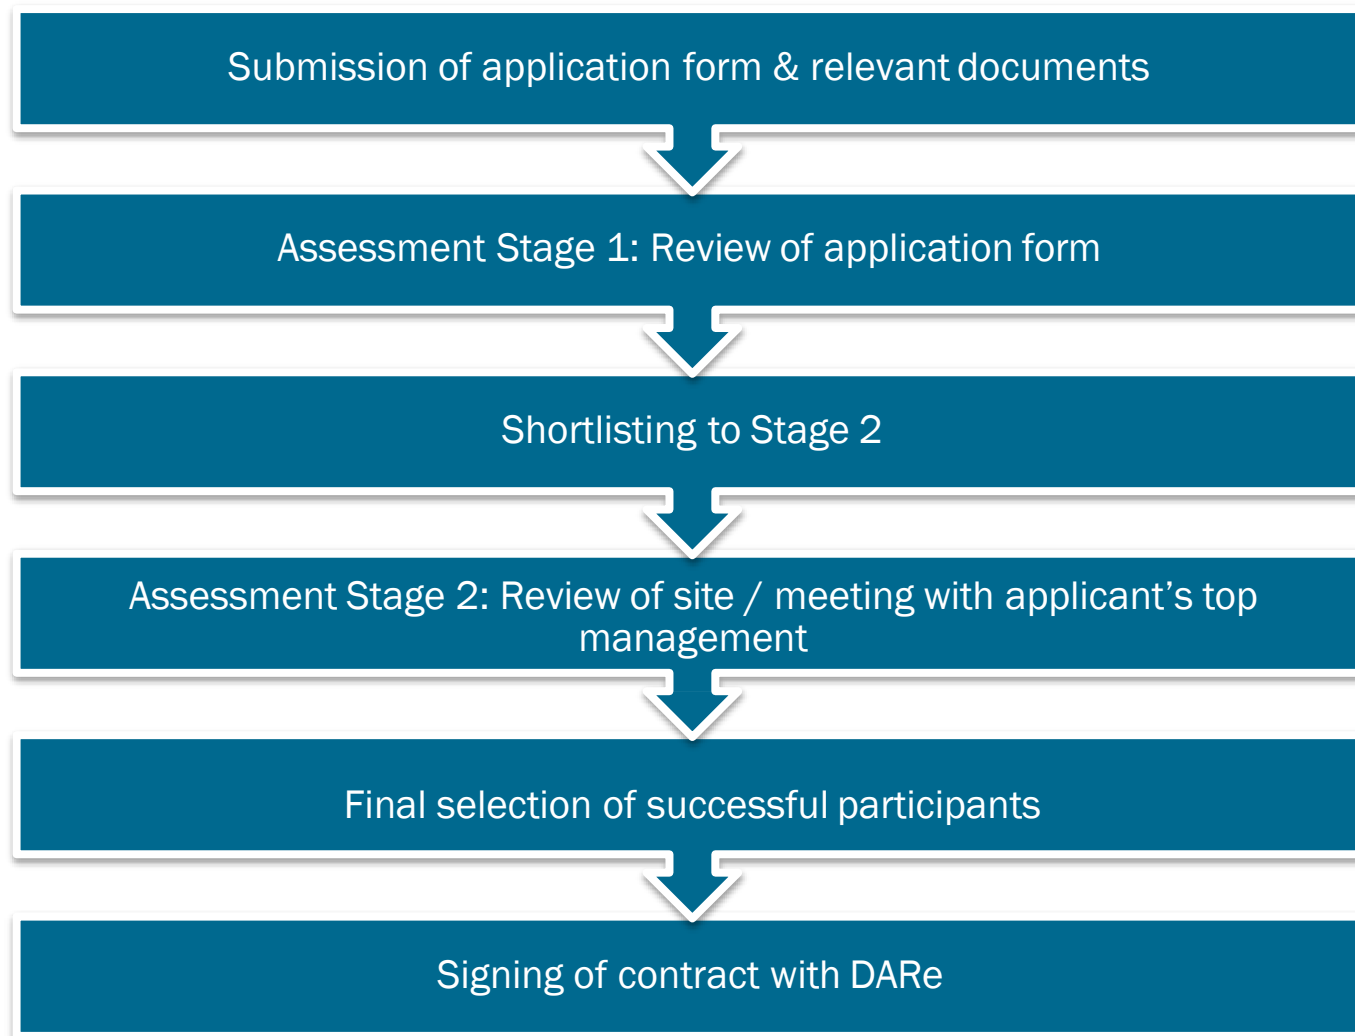 Submission of application form & relevant documents
Assessment Stage 1: Review of application form
Shortlisting to Stage 2
Assessment Stage 2: Review of site / meeting with applicant’s top
management
Final selection of successful participants
Signing of contract with DARe